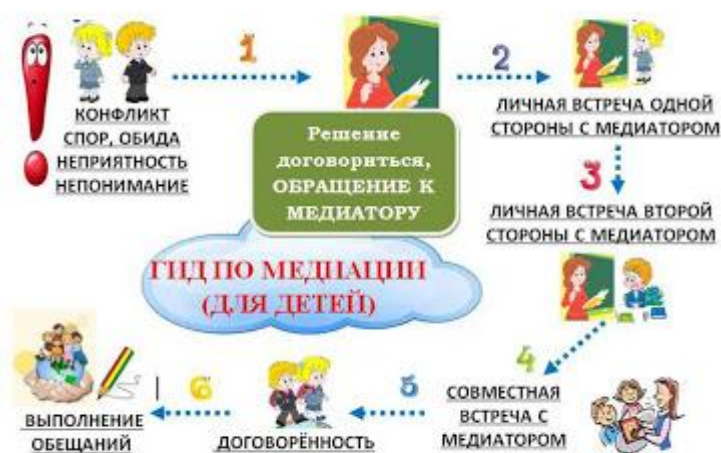 1
2
КОНФЛИКТ
СПОР, ОБИДА
НЕПРИЯТНОСТЬ
НЕПОНИМАНИЕ
Решение
договориться,
ОБРАЩЕНИЕ К
МЕДИАТОРУ
ЛИЧНАЯ ВСТРЕЧА ОДНОЙ
СТОРОНЫ С МЕДИАТОРОМ
3
ЛИЧНАЯ ВСТРЕЧА ВТОРОЙ
СТОРОНЫ С МЕДИАТОРОМ
ГИД ПО МЕДИАЦИИ
(ДЛЯ ДЕТЕЙ)
4
СОВМЕСТНАЯ
ВСТРЕЧА С
МЕДИАТОРОМ
5
ДОГОВОРЁННОСТЬ
6
ВЫПОЛНЕНИЕ
ОБЕЩАНИЙ